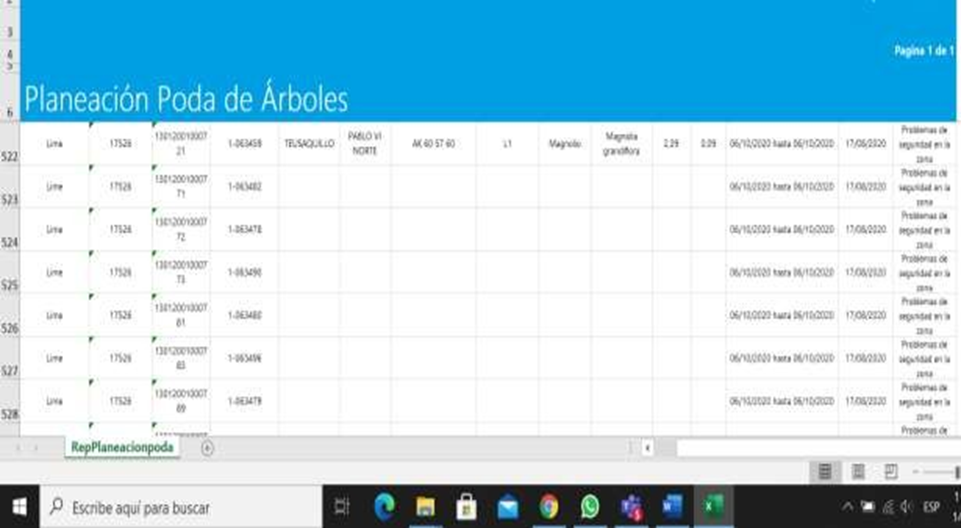 2
3
Pagina 1 de 1
4
5
Planeación Poda de Árboles
6
522 Lime 17526 13012001000721 1-063459 TEUSAQUILLO PABLO VI NORTE AK 60 57 60 L1 Magnolio Magnolia grandiflora 2,29 0,09 06/10/2020 hasta 06/10/2020 17/08/2020 Problemas de seguridad en la zona
523 Lime 17526 13012001000771 1-063482 06/10/2020 hasta 06/10/2020 17/08/2020 Problemas de seguridad en la zona
524 Lime 17526 13012001000772 1-063478 06/10/2020 hasta 06/10/2020 17/08/2020 Problemas de seguridad en la zona
525 Lime 17526 13012001000773 1-063490 06/10/2020 hasta 06/10/2020 17/08/2020 Problemas de seguridad en la zona
526 Lime 17526 13012001000781 1-063480 06/10/2020 hasta 06/10/2020 17/08/2020 Problemas de seguridad en la zona
527 Lime 17526 13012001000783 1-063496 06/10/2020 hasta 06/10/2020 17/08/2020 Problemas de seguridad en la zona
528 Lime 17526 13012001000789 1-063479 06/10/2020 hasta 06/10/2020 17/08/2020 Problemas de seguridad en la zona
Problemas de
RepPlaneacionpoda
Escribe aquí para buscar
ESP